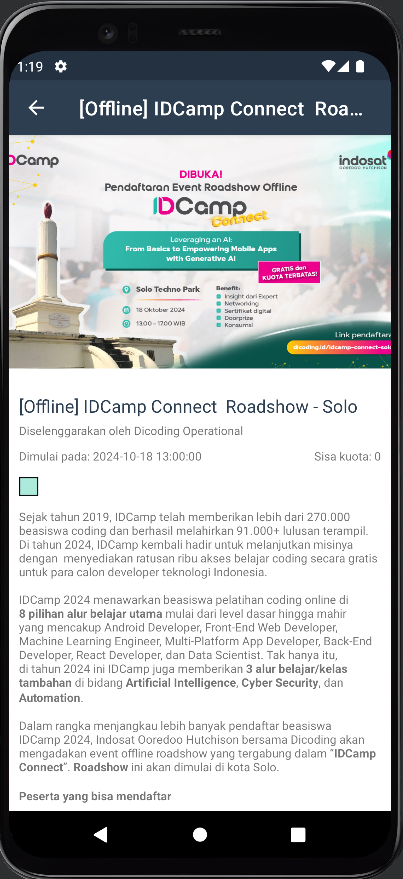 1:19
[Offline] IDCamp Connect  Roa...
DCamp
indosat
OOREDOO HUTCHISON
DIBUKA!
Pendaftaran Event Roadshow Offline
IDCamp
Connect
Leveraging an AI:
From Basics to Empowering Mobile Apps
with Generative AI
GRATIS dan
KUOTA TERBATAS!
Solo Techno Park
18 Oktober 2024
13.00 - 17.00 WIB
Benefit:
Insight dari Expert
Networking
Sertifikat digital
Doorprize
Konsumsi
Link pendaftara
dicoding.id/idcamp-connect-solo
[Offline] IDCamp Connect  Roadshow - Solo
Diselenggarakan oleh Dicoding Operational
Dimulai pada: 2024-10-18 13:00:00
Sisa kuota: 0
Sejak tahun 2019, IDCamp telah memberikan lebih dari 270.000
beasiswa coding dan berhasil melahirkan 91.000+ lulusan terampil.
Di tahun 2024, IDCamp kembali hadir untuk melanjutkan misinya
dengan  menyediakan ratusan ribu akses belajar coding secara gratis
untuk para calon developer teknologi Indonesia.
IDCamp 2024 menawarkan beasiswa pelatihan coding online di
8 pilihan alur belajar utama mulai dari level dasar hingga mahir
yang mencakup Android Developer, Front-End Web Developer,
Machine Learning Engineer, Multi-Platform App Developer, Back-End
Developer, React Developer, dan Data Scientist. Tak hanya itu,
di tahun 2024 ini IDCamp juga memberikan 3 alur belajar/kelas
tambahan di bidang Artificial Intelligence, Cyber Security, dan
Automation.
Dalam rangka menjangkau lebih banyak pendaftar beasiswa
IDCamp 2024, Indosat Ooredoo Hutchison bersama Dicoding akan
mengadakan event offline roadshow yang tergabung dalam “IDCamp
Connect”. Roadshow ini akan dimulai di kota Solo.
Peserta yang bisa mendaftar